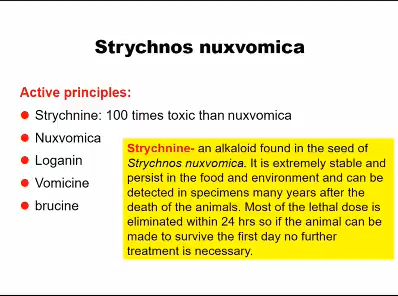 Strychnos nuxvomica
Active principles:
Strychnine: 100 times toxic than nuxvomica
Nuxvomica
Loganin
Vomicine
brucine
Strychnine- an alkaloid found in the seed of
Strychnos nuxvomica. It is extremely stable and
persist in the food and environment and can be
detected in specimens many years after the
death of the animals. Most of the lethal dose is
eliminated within 24 hrs so if the animal can be
made to survive the first day no further
treatment is necessary.